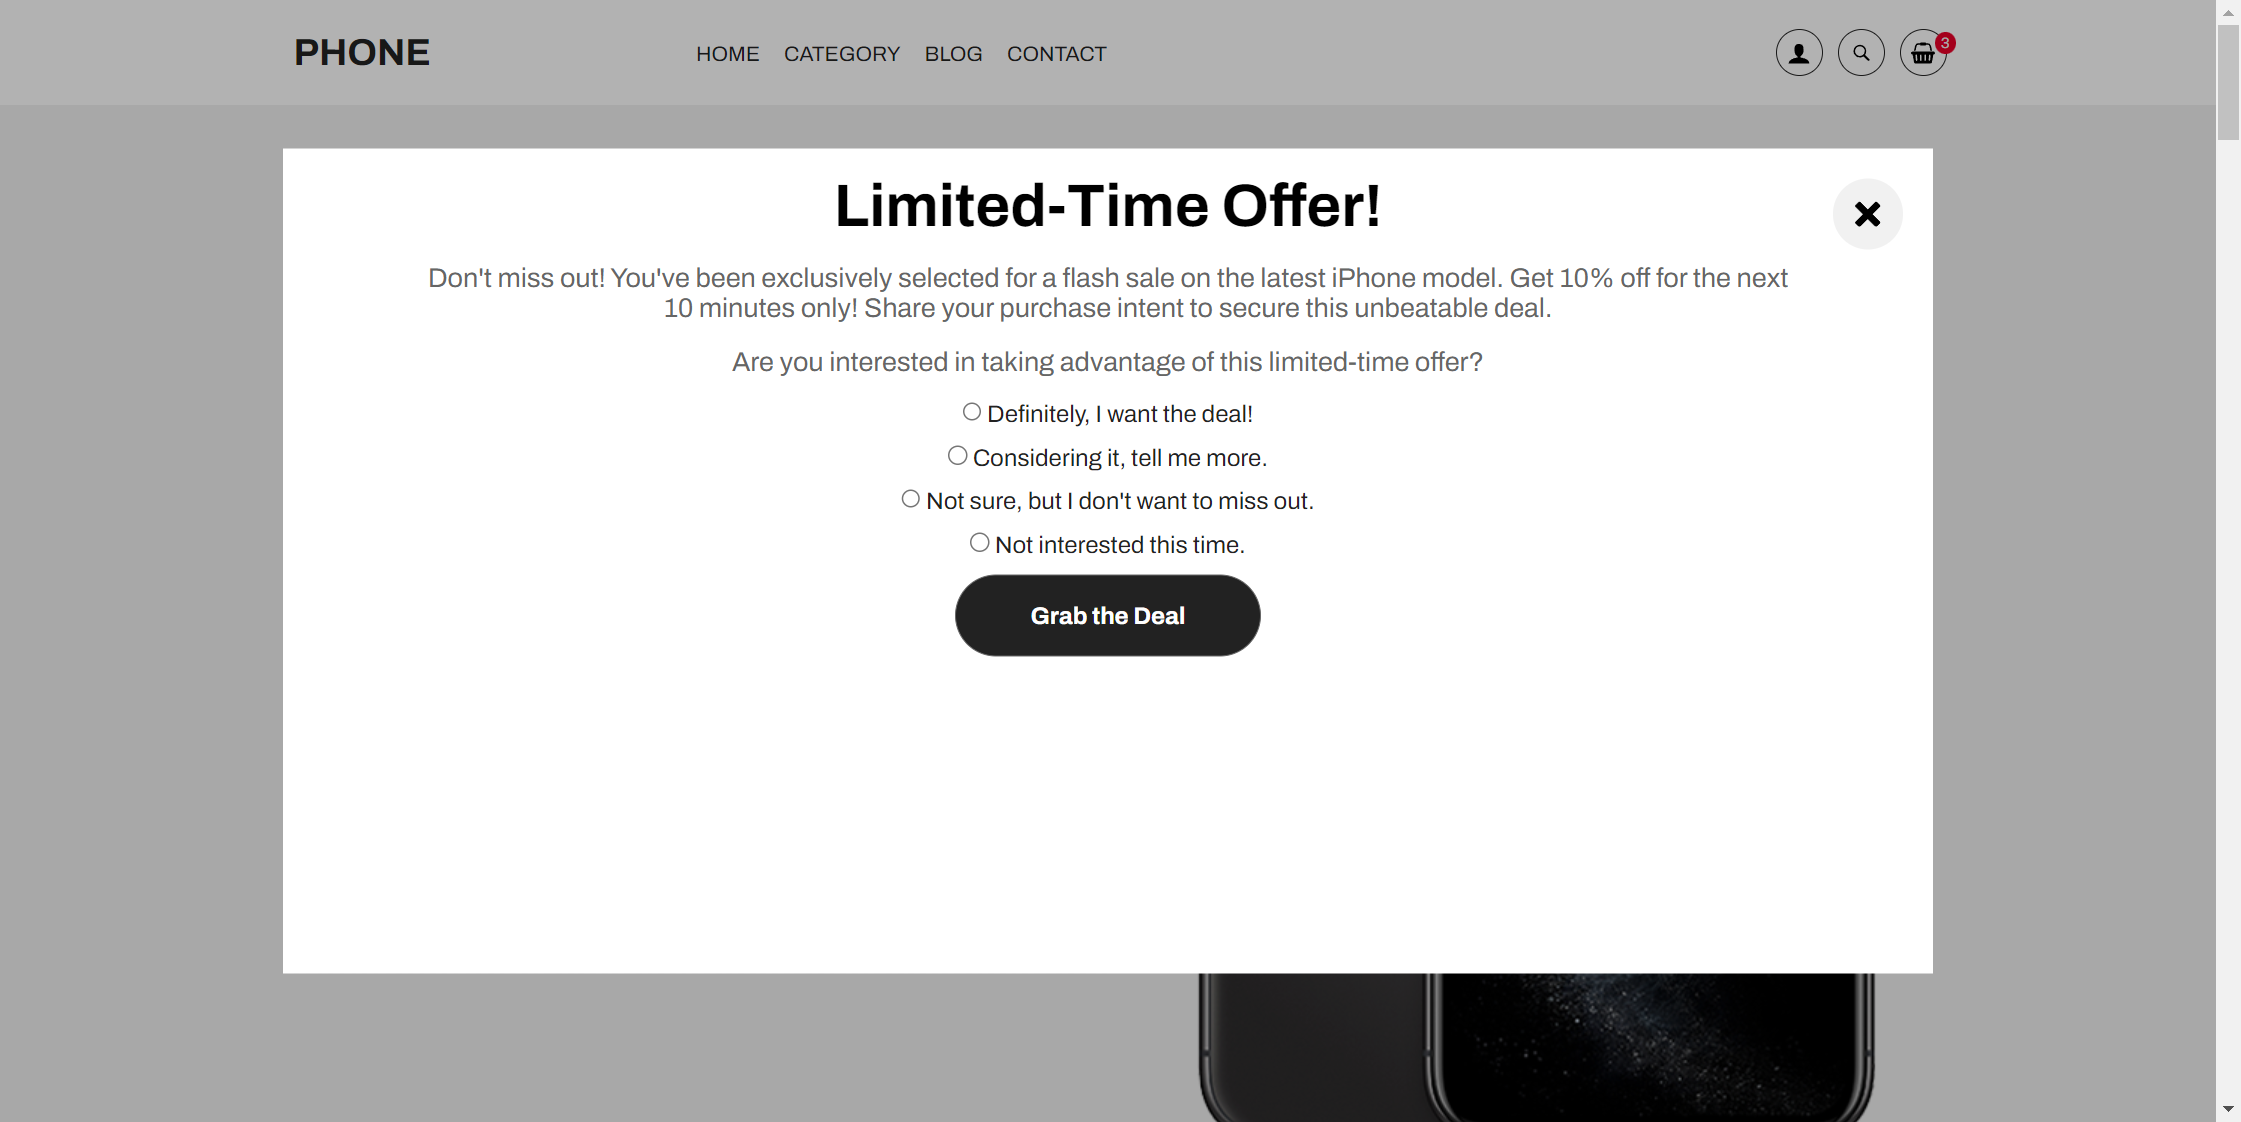 PHONE
HOME CATEGORY BLOG CONTACT
3
Limited-Time Offer!
Don't miss out! You've been exclusively selected for a flash sale on the latest iPhone model. Get 10% off for the next
10 minutes only! Share your purchase intent to secure this unbeatable deal.
Are you interested in taking advantage of this limited-time offer?
Definitely, I want the deal!
Considering it, tell me more.
Not sure, but I don't want to miss out.
Not interested this time.
Grab the Deal